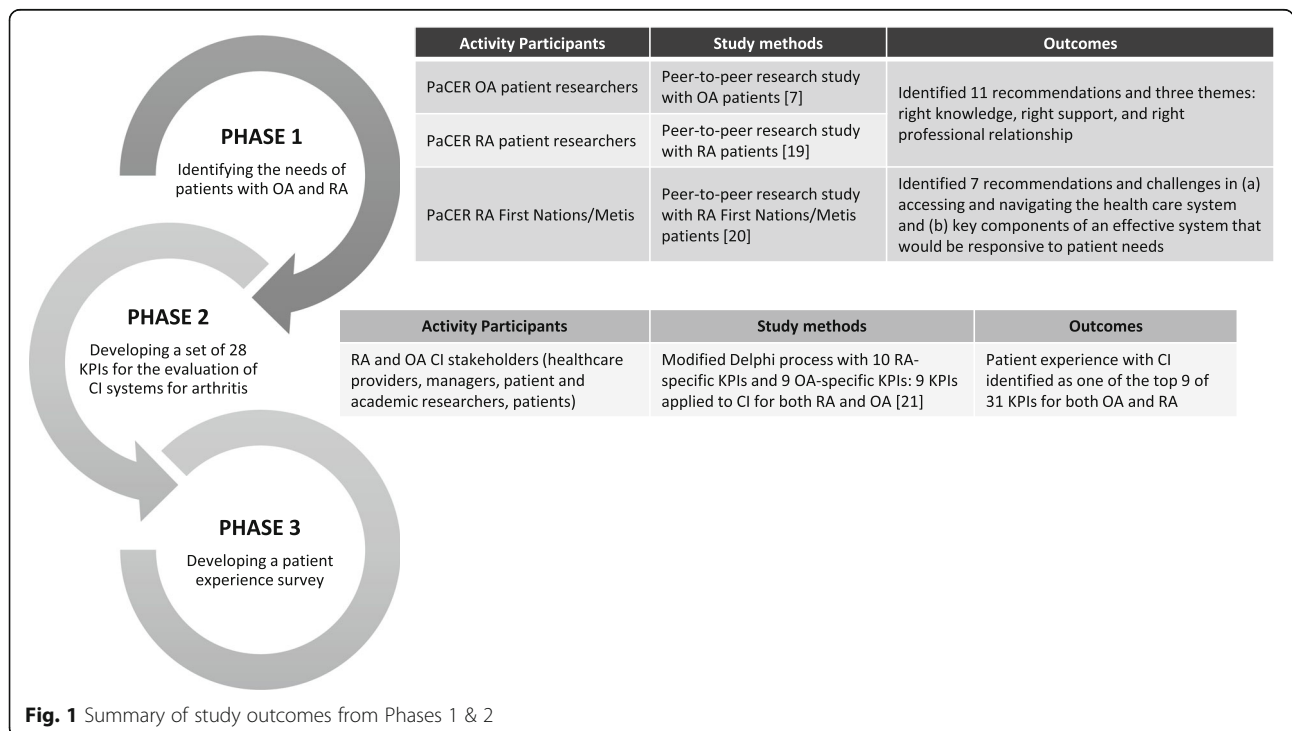 PHASE 1
Identifying the needs of
patients with OA and RA
Activity Participants
Study methods
Outcomes
PaCER OA patient researchers
Peer-to-peer research study
with OA patients [7]
Identified 11 recommendations and three themes:
right knowledge, right support, and right
professional relationship
PaCER RA patient researchers
Peer-to-peer research study
with RA patients [19]
PaCER RA First Nations/Metis
Peer-to-peer research study
with RA First Nations/Metis
patients [20]
Identified 7 recommendations and challenges in (a)
accessing and navigating the health care system
and (b) key components of an effective system that
would be responsive to patient needs
PHASE 2
Developing a set of 28
KPIs for the evaluation of
CI systems for arthritis
Activity Participants
Study methods
Outcomes
RA and OA CI stakeholders (healthcare
providers, managers, patient and
academic researchers, patients)
Modified Delphi process with 10 RA-
specific KPIs and 9 OA-specific KPIs: 9 KPIs
applied to CI for both RA and OA [21]
Patient experience with CI
identified as one of the top 9 of
31 KPIs for both OA and RA
PHASE 3
Developing a patient
experience survey
Fig. 1 Summary of study outcomes from Phases 1 & 2